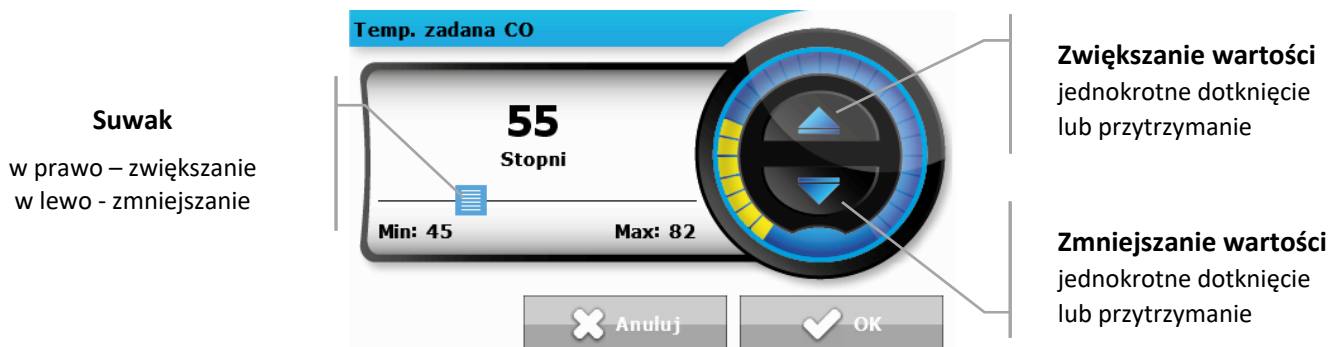 Temp. zadana CO
Suwak
w prawo – zwiększanie
w lewo - zmniejszanie
55
Stopni
Min: 45
Max: 82
Zwiększanie wartości
jednokrotne dotknięcie
lub przytrzymanie
Zmniejszanie wartości
jednokrotne dotknięcie
lub przytrzymanie
Anuluj
OK